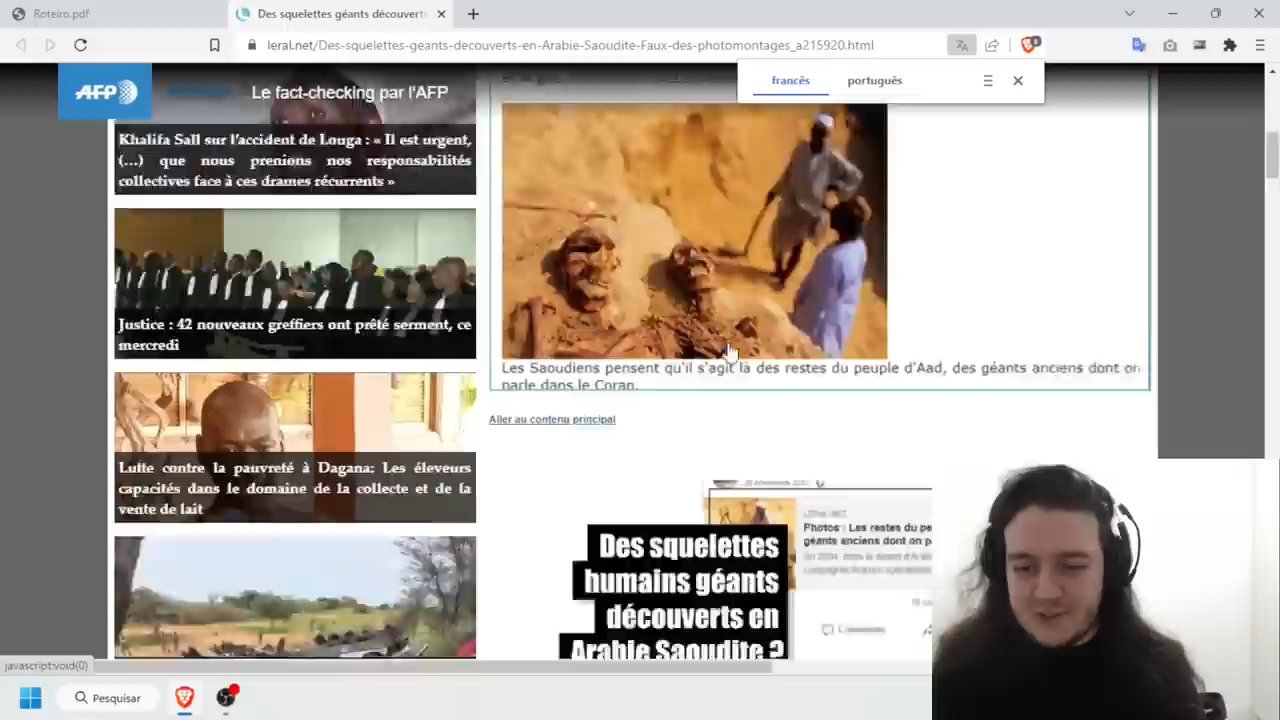 Roteiro.pdf
Des squelettes géants découverts
leral.net/Des-squelettes-geants-decouverts-en-Arabie-Saoudite-Faux-des-photomontages_a215920.html
francês
português
AFP
Le fact-checking par l'AFP
Khalifa Sall sur l'accident de Louga : « Il est urgent,
(...) que nous prenions nos responsabilités
collectives face à ces drames récurrents »
Justice : 42 nouveaux greffiers ont prêté serment, ce
mercredi
Lutte contre la pauvreté à Dagana: Les éleveurs
capacités dans le domaine de la collecte et de la
vente de lait
Les Saoudiens pensent qu'il s'agit là des restes du peuple d'Aad, des géants anciens dont on
parle dans le Coran.
Aller au contenu principal
Photos : Les restes du pe
géants anciens dont on p
Des squelettes
humains géants
découverts en
Arabie Saoudite ?
javascript:void(0)
Pesquisar